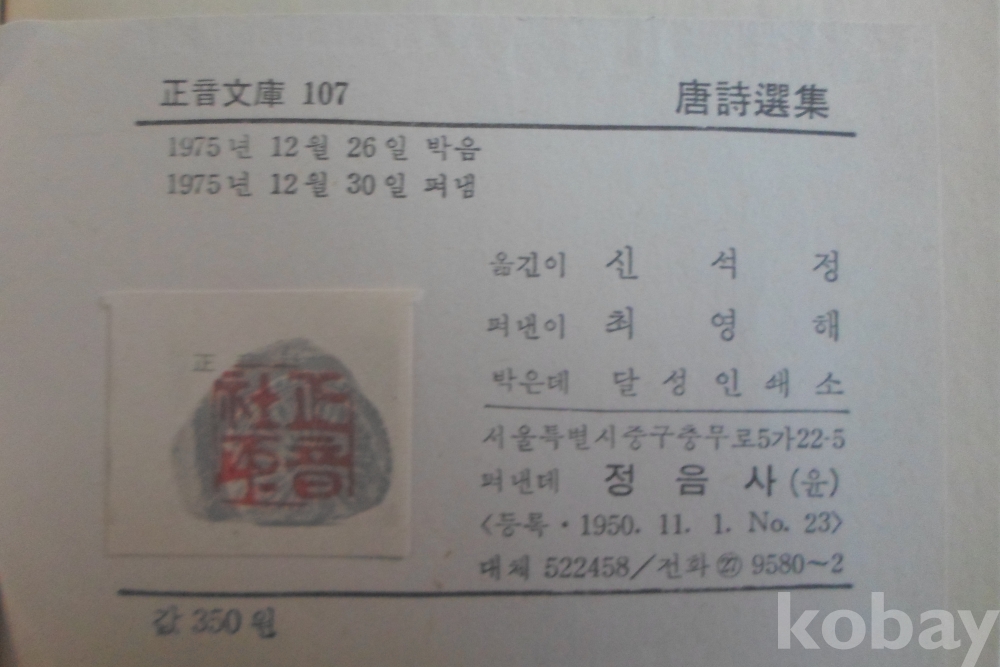 正音文庫 107
唐詩選集
1975년 12월 26일 박음
1975년 12월 30일 펴냄
옮긴이 신 석 정
펴낸이 최 영 해
박은데 달 성 인 쇄 소
서울특별시중구충무로5가22-5
펴낸데 정 음 사 (윤)
<등록·1950. 11. 1. No. 23>
대체 522458/전화 ㉗ 9580~2
正
正音社
값 350 원
kobay